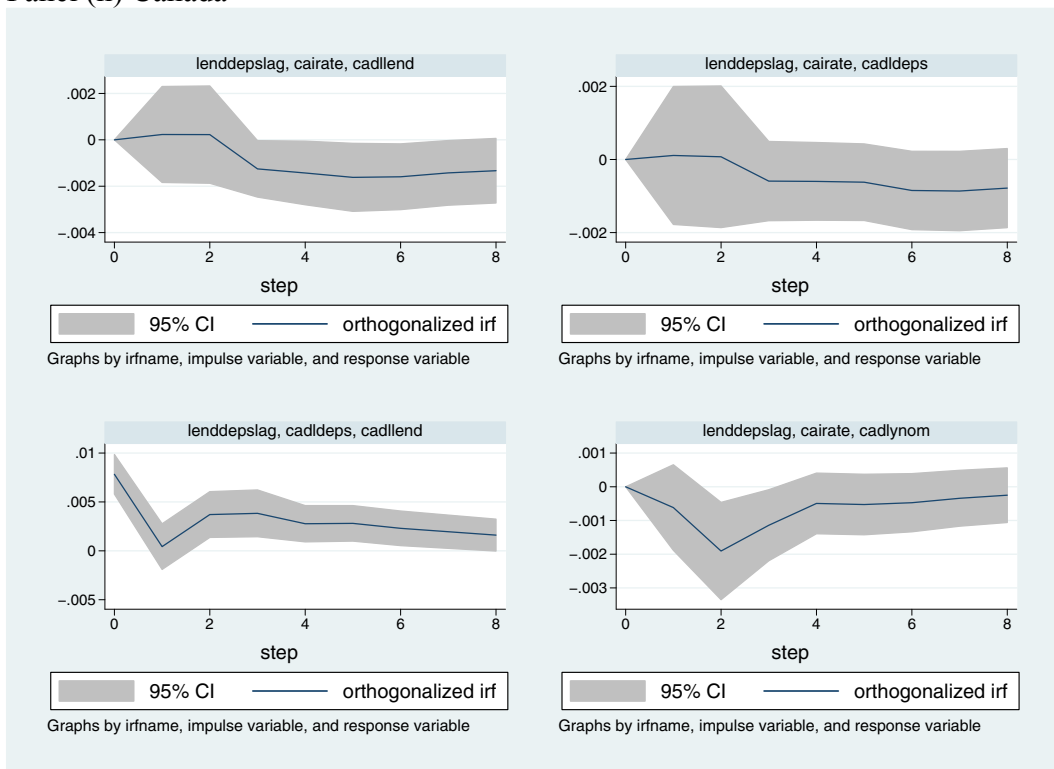 Canada
lenddepslag, cairate, cadllend
.002
0
-.002
-.004
0 2 4 6 8
step
95% CI orthogonalized irf
Graphs by irfname, impulse variable, and response variable
lenddepslag, cairate, cadldeps
.002
0
-.002
0 2 4 6 8
step
95% CI orthogonalized irf
Graphs by irfname, impulse variable, and response variable
lenddepslag, cadldeps, cadllend
.01
.005
0
-.005
0 2 4 6 8
step
95% CI orthogonalized irf
Graphs by irfname, impulse variable, and response variable
lenddepslag, cairate, cadlynom
.001
0
-.001
-.002
-.003
0 2 4 6 8
step
95% CI orthogonalized irf
Graphs by irfname, impulse variable, and response variable